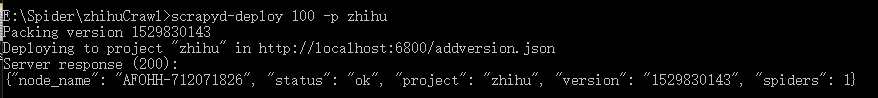 E:\Spider\zhihuCrawl>scrapyd-deploy 100 -p zhihu
Packing version 1529830143
Deploying to project "zhihu" in http://localhost:6800/addversion.json
Server response (200):
{"node_name": "AFOHH-712071826", "status": "ok", "project": "zhihu", "version": "1529830143", "spiders": 1}